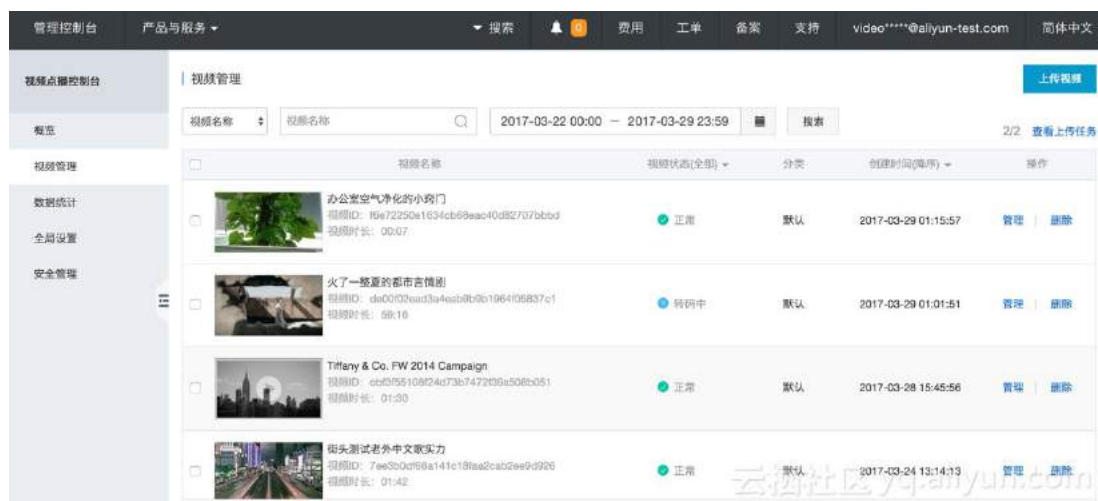 管理控制台 产品与服务 搜索 0 费用 工单 备案 支持 video*****@aliyun-test.com 简体中文
视频点播控制台
视频管理 上传视频
视频名称 视频名称 2017-03-22 00:00 — 2017-03-29 23:59 搜索
2/2 查看上传任务
概览
视频管理
数据统计
全局设置
安全管理
视频名称 视频状态(全部) 分类 创建时间(降序) 操作
办公室空气净化的小窍门
视频ID:
视频时长: 00:07
正常 默认 2017-03-29 01:15:57 管理 删除
火了一整夏的都市言情剧
视频ID:
视频时长: 59:16
转码中 默认 2017-03-29 01:01:51 管理 删除
Tiffany & Co. FW 2014 Campaign
视频ID:
视频时长: 01:30
正常 默认 2017-03-28 15:45:56 管理 删除
街头测试老外中文歌实力
视频ID:
视频时长: 01:42
正常 默认 2017-03-24 13:14:13 管理 删除
云栖社区 yq.aliyun.com